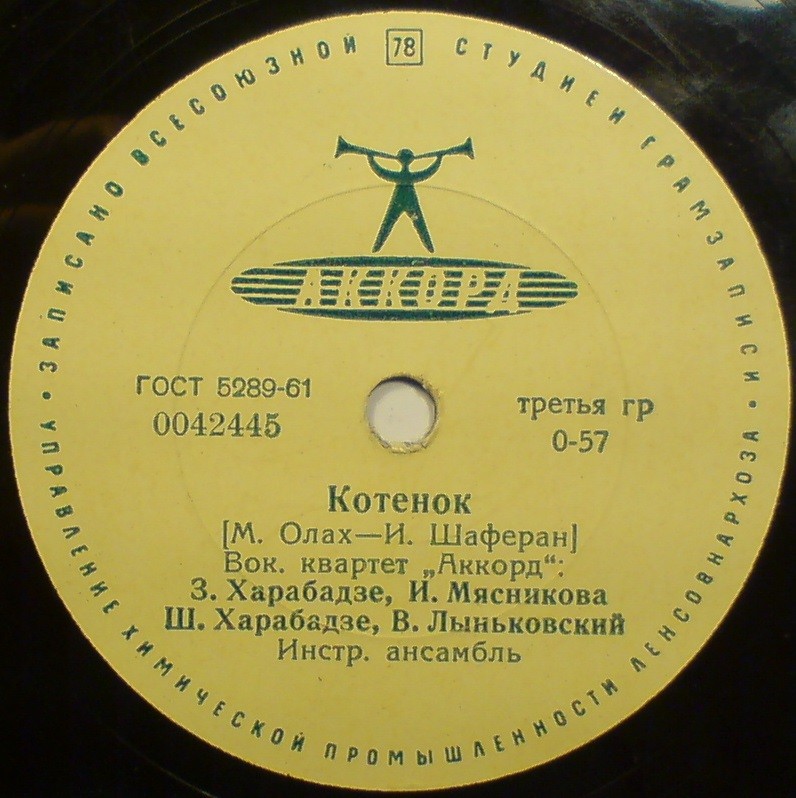 ЗАПИСАНО ВСЕСОЮЗНОЙ 78 СТУДИЕЙ ГРАМЗАПИСИ
АККОРД
ГОСТ 5289-61
0042445
третья гр
0-57
Котенок
[М. Олах—И. Шаферан]
Вок. квартет „Аккорд“:
З. Харабадзе, И. Мясникова
Ш. Харабадзе, В. Лыньковский
Инстр. ансамбль
• УПРАВЛЕНИЕ ХИМИЧЕСКОЙ ПРОМЫШЛЕННОСТИ ЛЕНСОВНАРХОЗА •